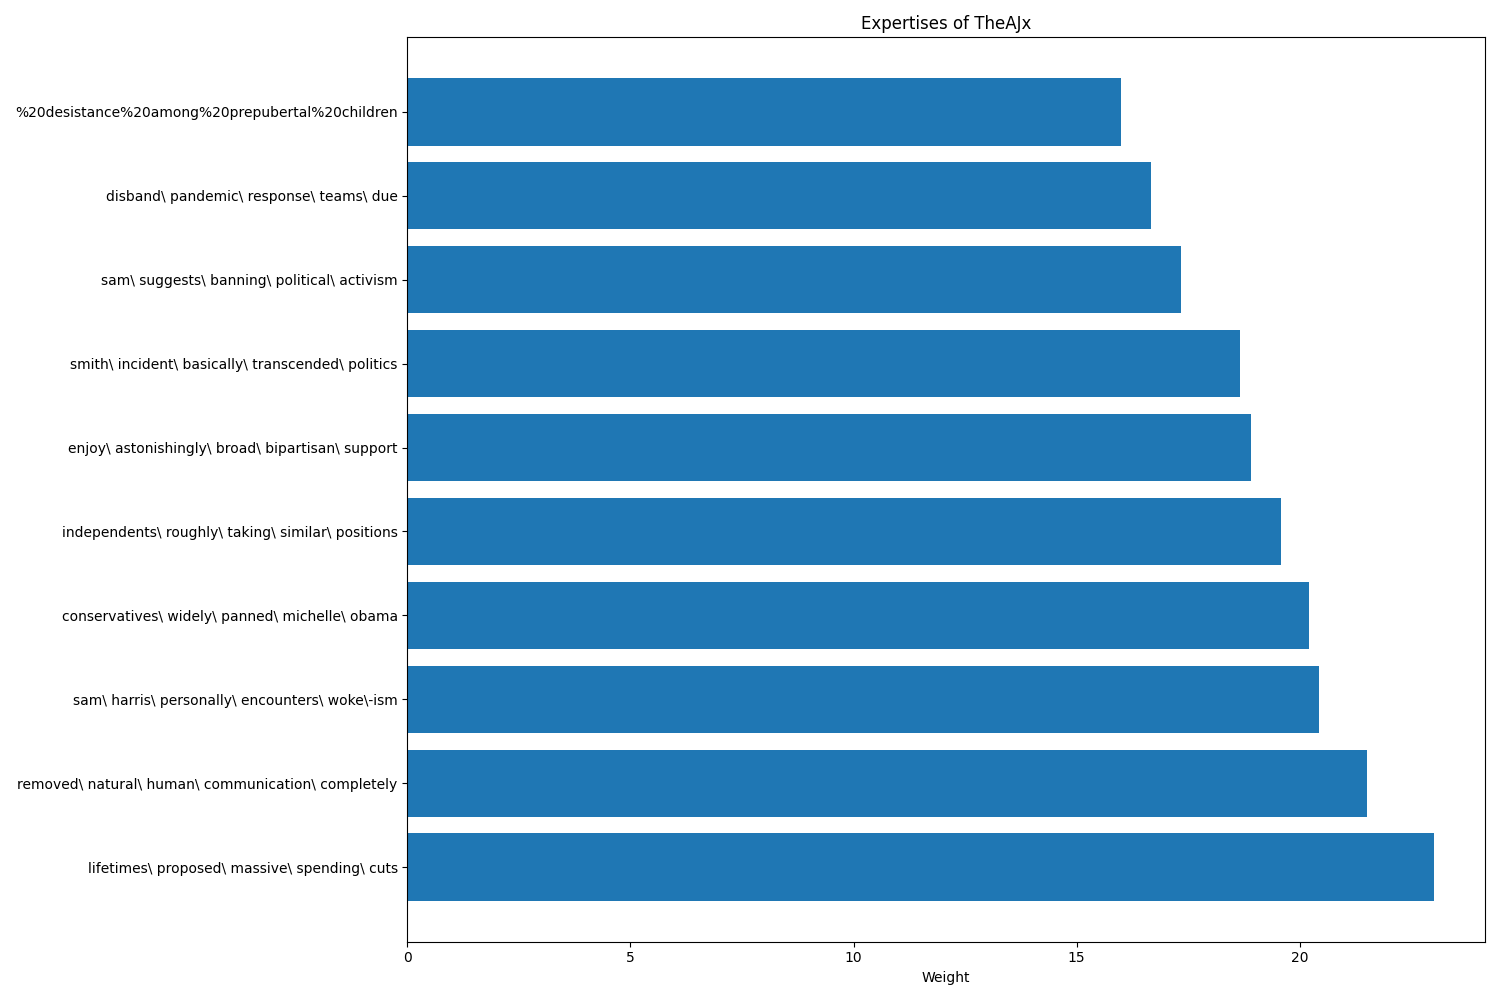 Expertises of TheAJx
%20desistance%20among%20prepubertal%20children
disband\ pandemic\ response\ teams\ due
sam\ suggests\ banning\ political\ activism
smith\ incident\ basically\ transcended\ politics
enjoy\ astonishingly\ broad\ bipartisan\ support
independents\ roughly\ taking\ similar\ positions
conservatives\ widely\ panned\ michelle\ obama
sam\ harris\ personally\ encounters\ woke\-ism
removed\ natural\ human\ communication\ completely
lifetimes\ proposed\ massive\ spending\ cuts
0 5 10 15 20
Weight